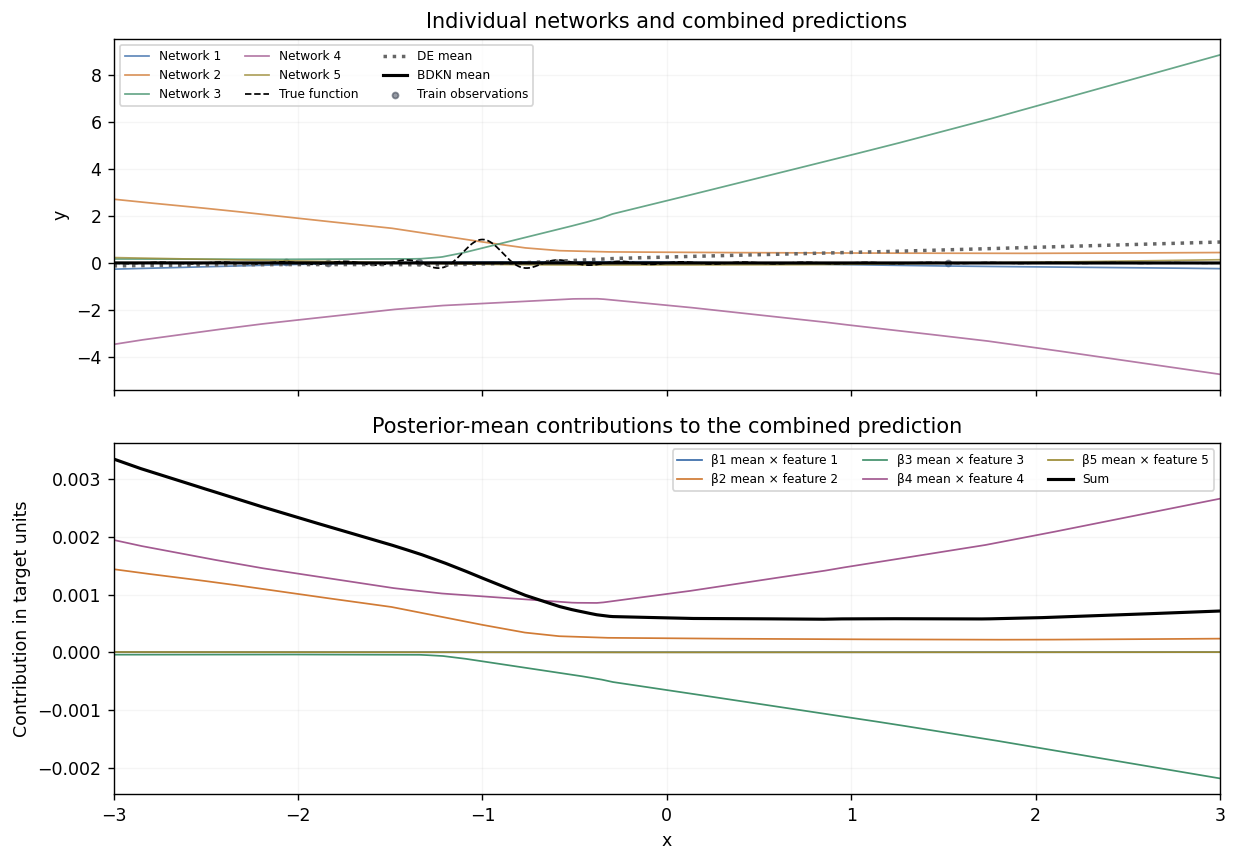 Individual networks and combined predictions
Network 1 Network 4 DE mean
Network 2 Network 5 BDKN mean
Network 3 True function Train observations
y
8
6
4
2
0
−2
−4
Posterior-mean contributions to the combined prediction
β1 mean × feature 1 β3 mean × feature 3 β5 mean × feature 5
β2 mean × feature 2 β4 mean × feature 4 Sum
Contribution in target units
0.003
0.002
0.001
0.000
−0.001
−0.002
−3 −2 −1 0 1 2 3
x